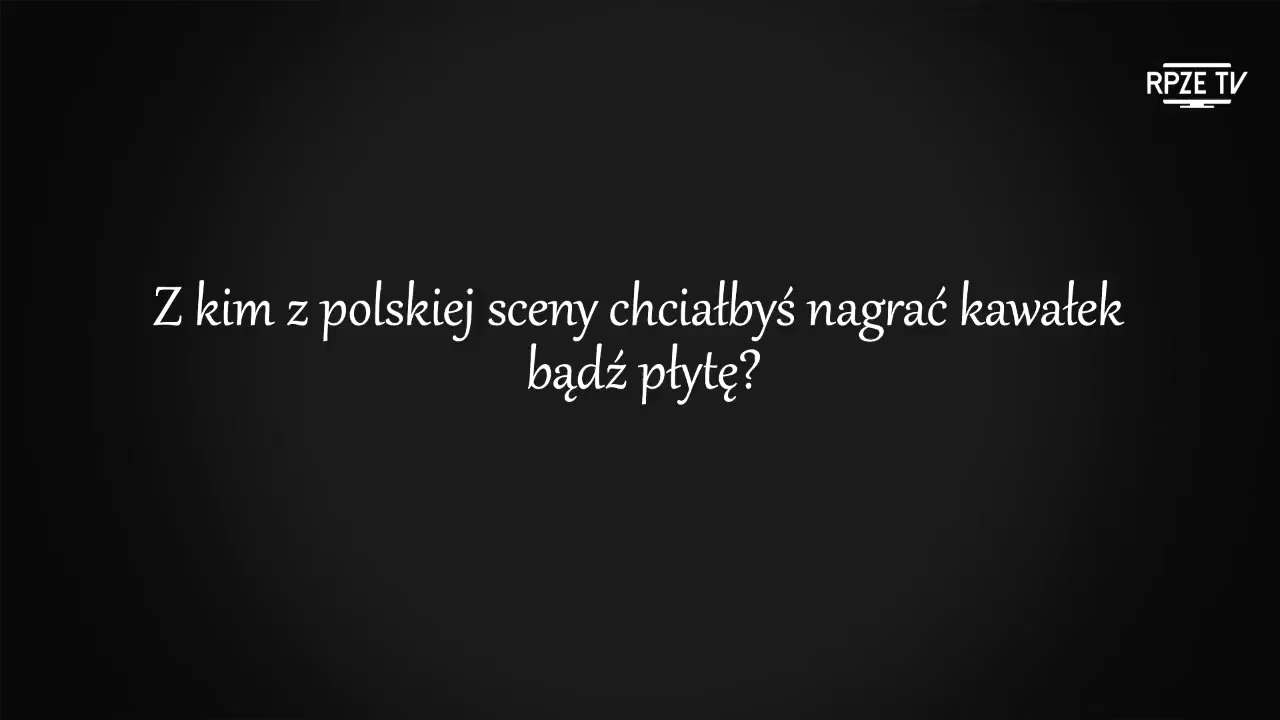 RPZE TV
Z kim z polskiej sceny chciałbyś nagrać kawałek
bądź płytę?